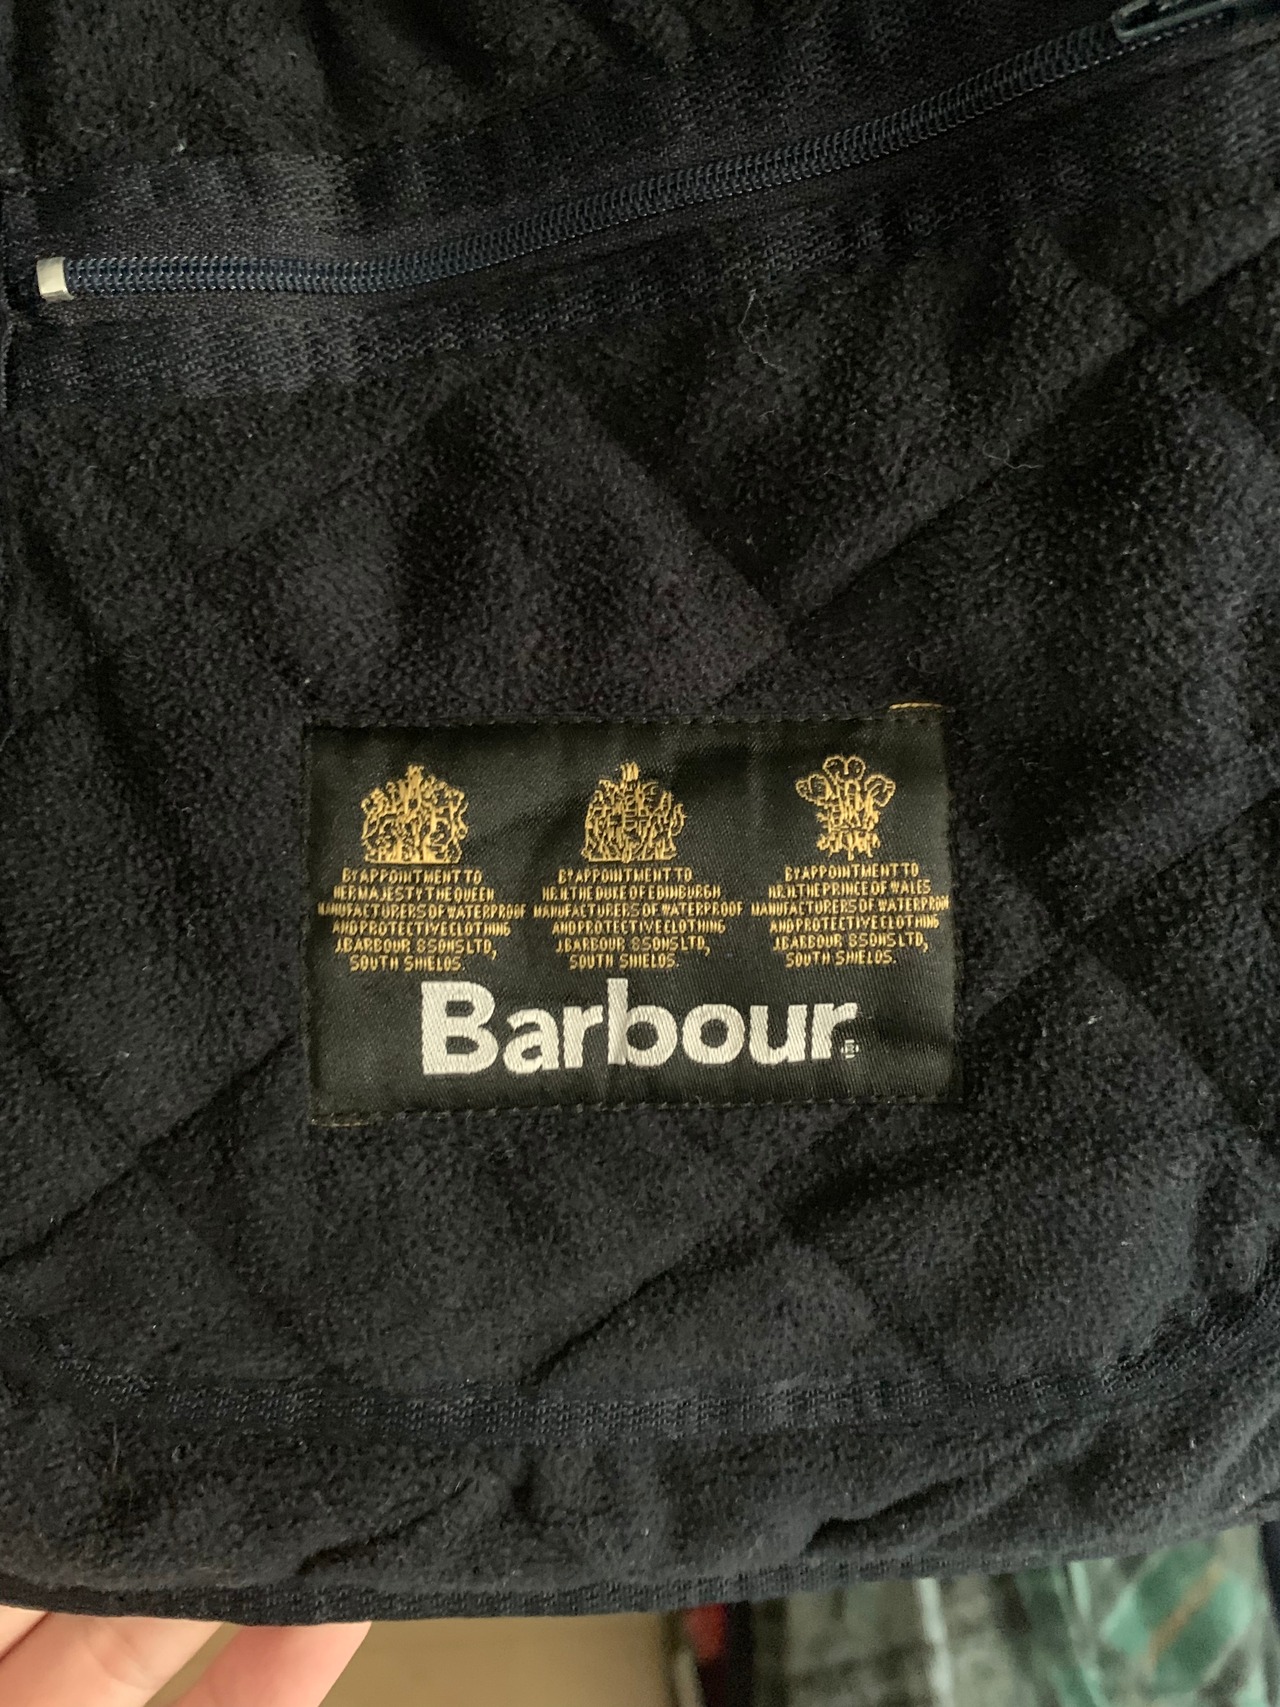 BY APPOINTMENT TO
HER MAJESTY THE QUEEN
MANUFACTURERS OF WATERPROOF
AND PROTECTIVE CLOTHING
J.BARBOUR & SONS LTD,
SOUTH SHIELDS.
BY APPOINTMENT TO
H.R.H. THE DUKE OF EDINBURGH
MANUFACTURERS OF WATERPROOF
AND PROTECTIVE CLOTHING
J.BARBOUR & SONS LTD,
SOUTH SHIELDS.
BY APPOINTMENT TO
H.R.H. THE PRINCE OF WALES
MANUFACTURERS OF WATERPROOF
AND PROTECTIVE CLOTHING
J.BARBOUR & SONS LTD,
SOUTH SHIELDS.
Barbour®